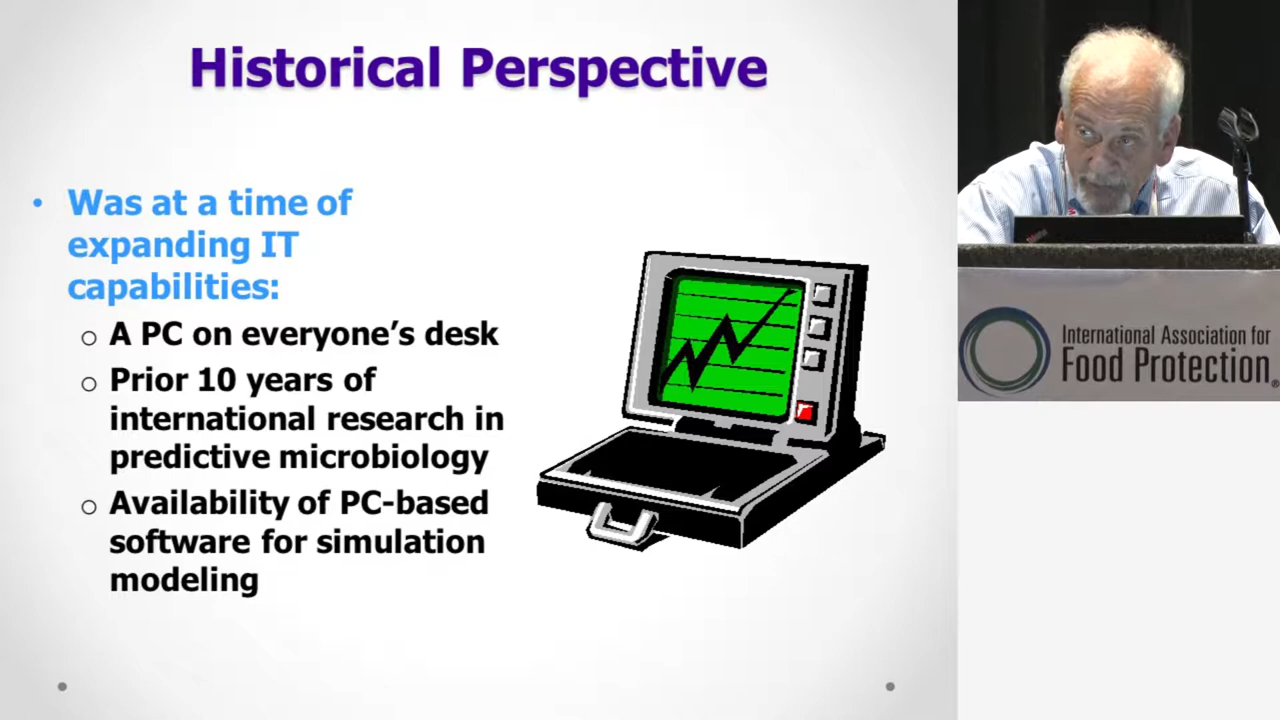 Historical Perspective
• Was at a time of
expanding IT
capabilities:
o A PC on everyone’s desk
o Prior 10 years of
international research in
predictive microbiology
o Availability of PC-based
software for simulation
modeling
International Association for
Food Protection®